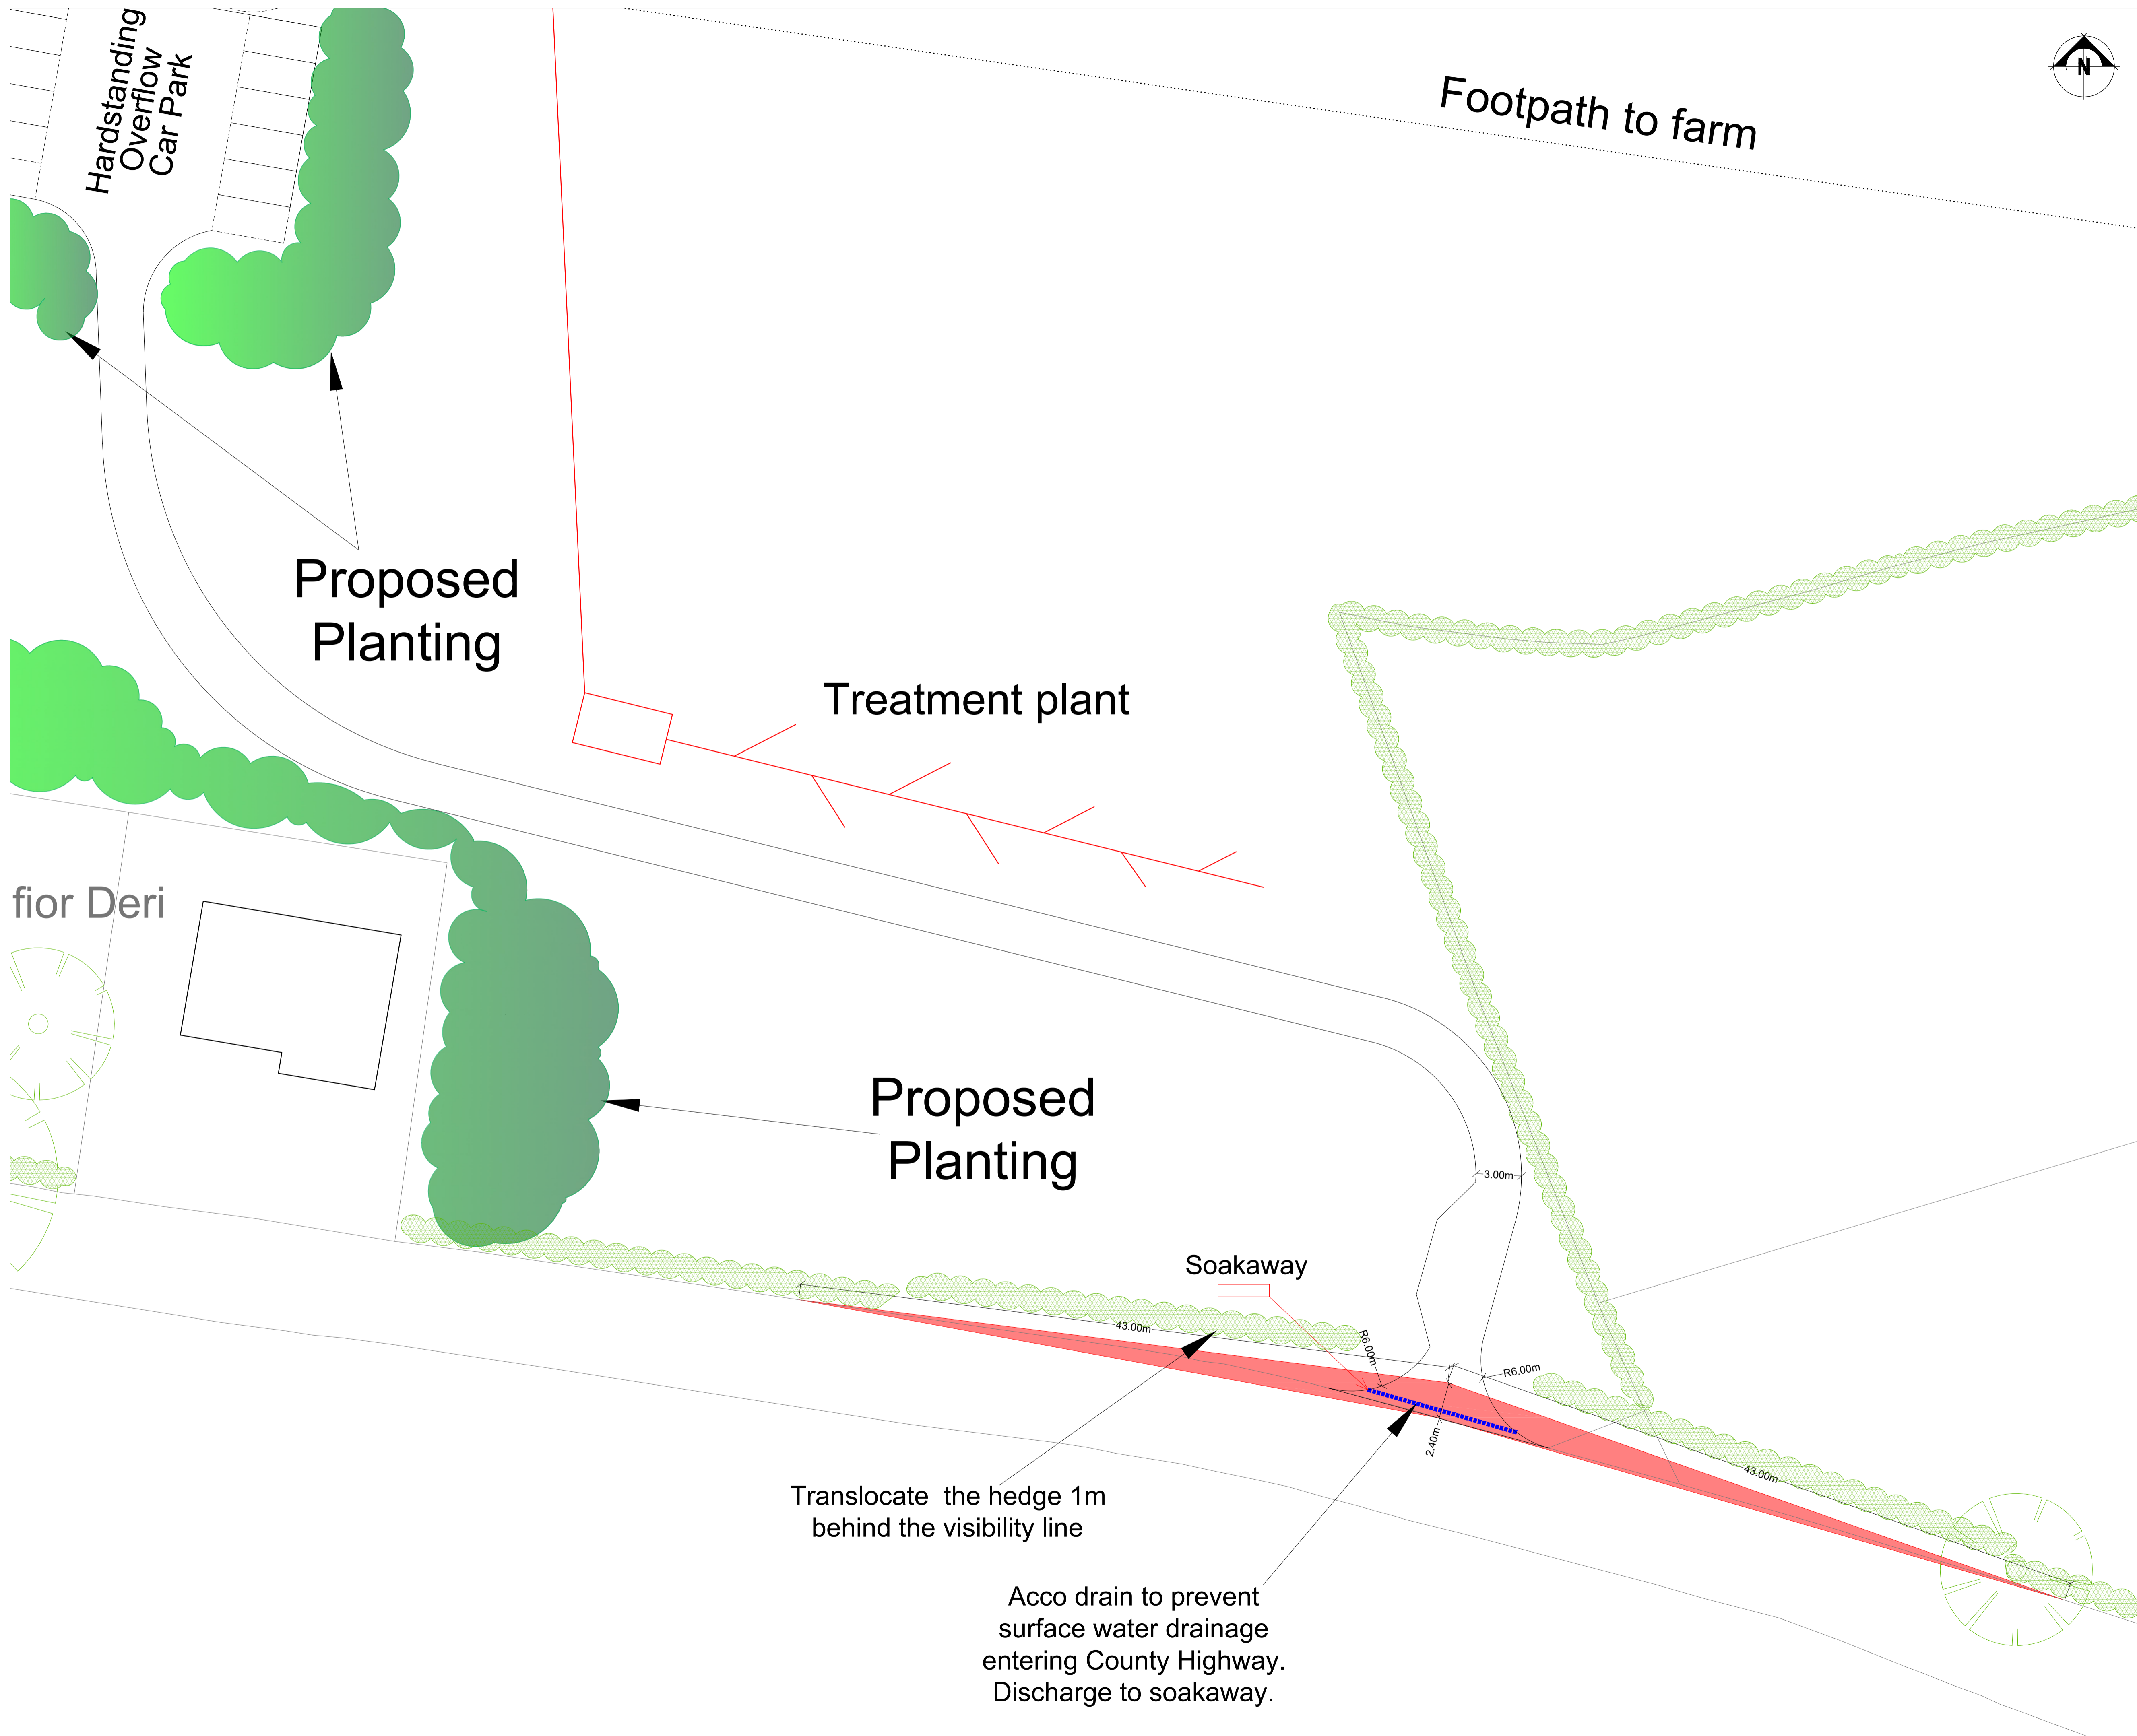 Hardstanding
Overflow
Car Park
Footpath to farm
N
Proposed
Planting
Treatment plant
fior Deri
Proposed
Planting
3.00m
Soakaway
43.00m
R6.00m
R6.00m
2.40m
43.00m
Translocate the hedge 1m
behind the visibility line
Acco drain to prevent
surface water drainage
entering County Highway.
Discharge to soakaway.